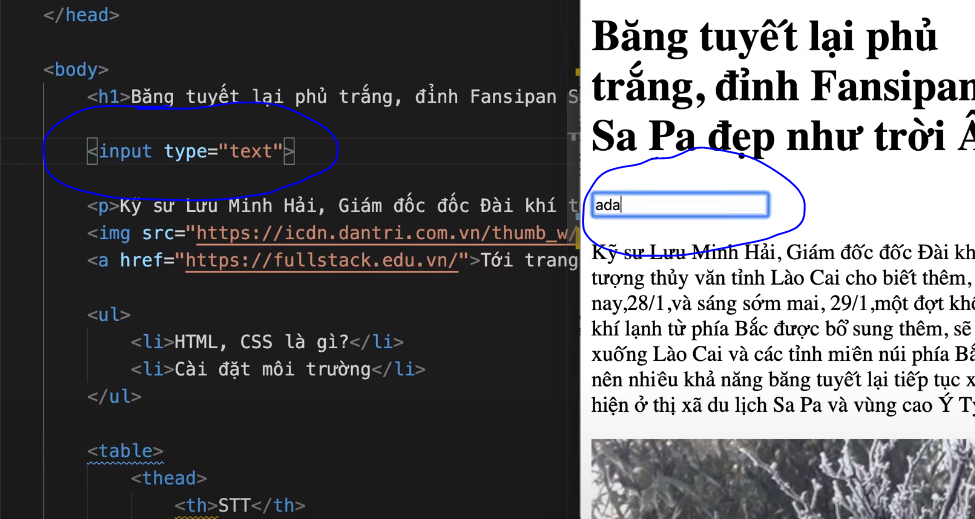 </head>
<body>
<h1>Băng tuyết lại phủ trắng, đỉnh Fansipan S
<input type="text">
<p>Kỹ sư Lưu Minh Hải, Giám đốc đốc Đài khí t
<img src="https://icdn.dantri.com.vn/thumb_w/
<a href="https://fullstack.edu.vn/">Tới trang
<ul>
<li>HTML, CSS là gì?</li>
<li>Cài đặt môi trường</li>
</ul>
<table>
<thead>
<th>STT</th>
Băng tuyết lại phủ
trắng, đỉnh Fansipan
Sa Pa đẹp như trời Â
ada
Kỹ sư Lưu Minh Hải, Giám đốc đốc Đài kh
tượng thủy văn tỉnh Lào Cai cho biết thêm,
nay,28/1,và sáng sớm mai, 29/1,một đợt khô
khí lạnh từ phía Bắc được bổ sung thêm, sẽ
xuống Lào Cai và các tỉnh miền núi phía Bắ
nên nhiều khả năng băng tuyết lại tiếp tục x
hiện ở thị xã du lịch Sa Pa và vùng cao Ý Tý